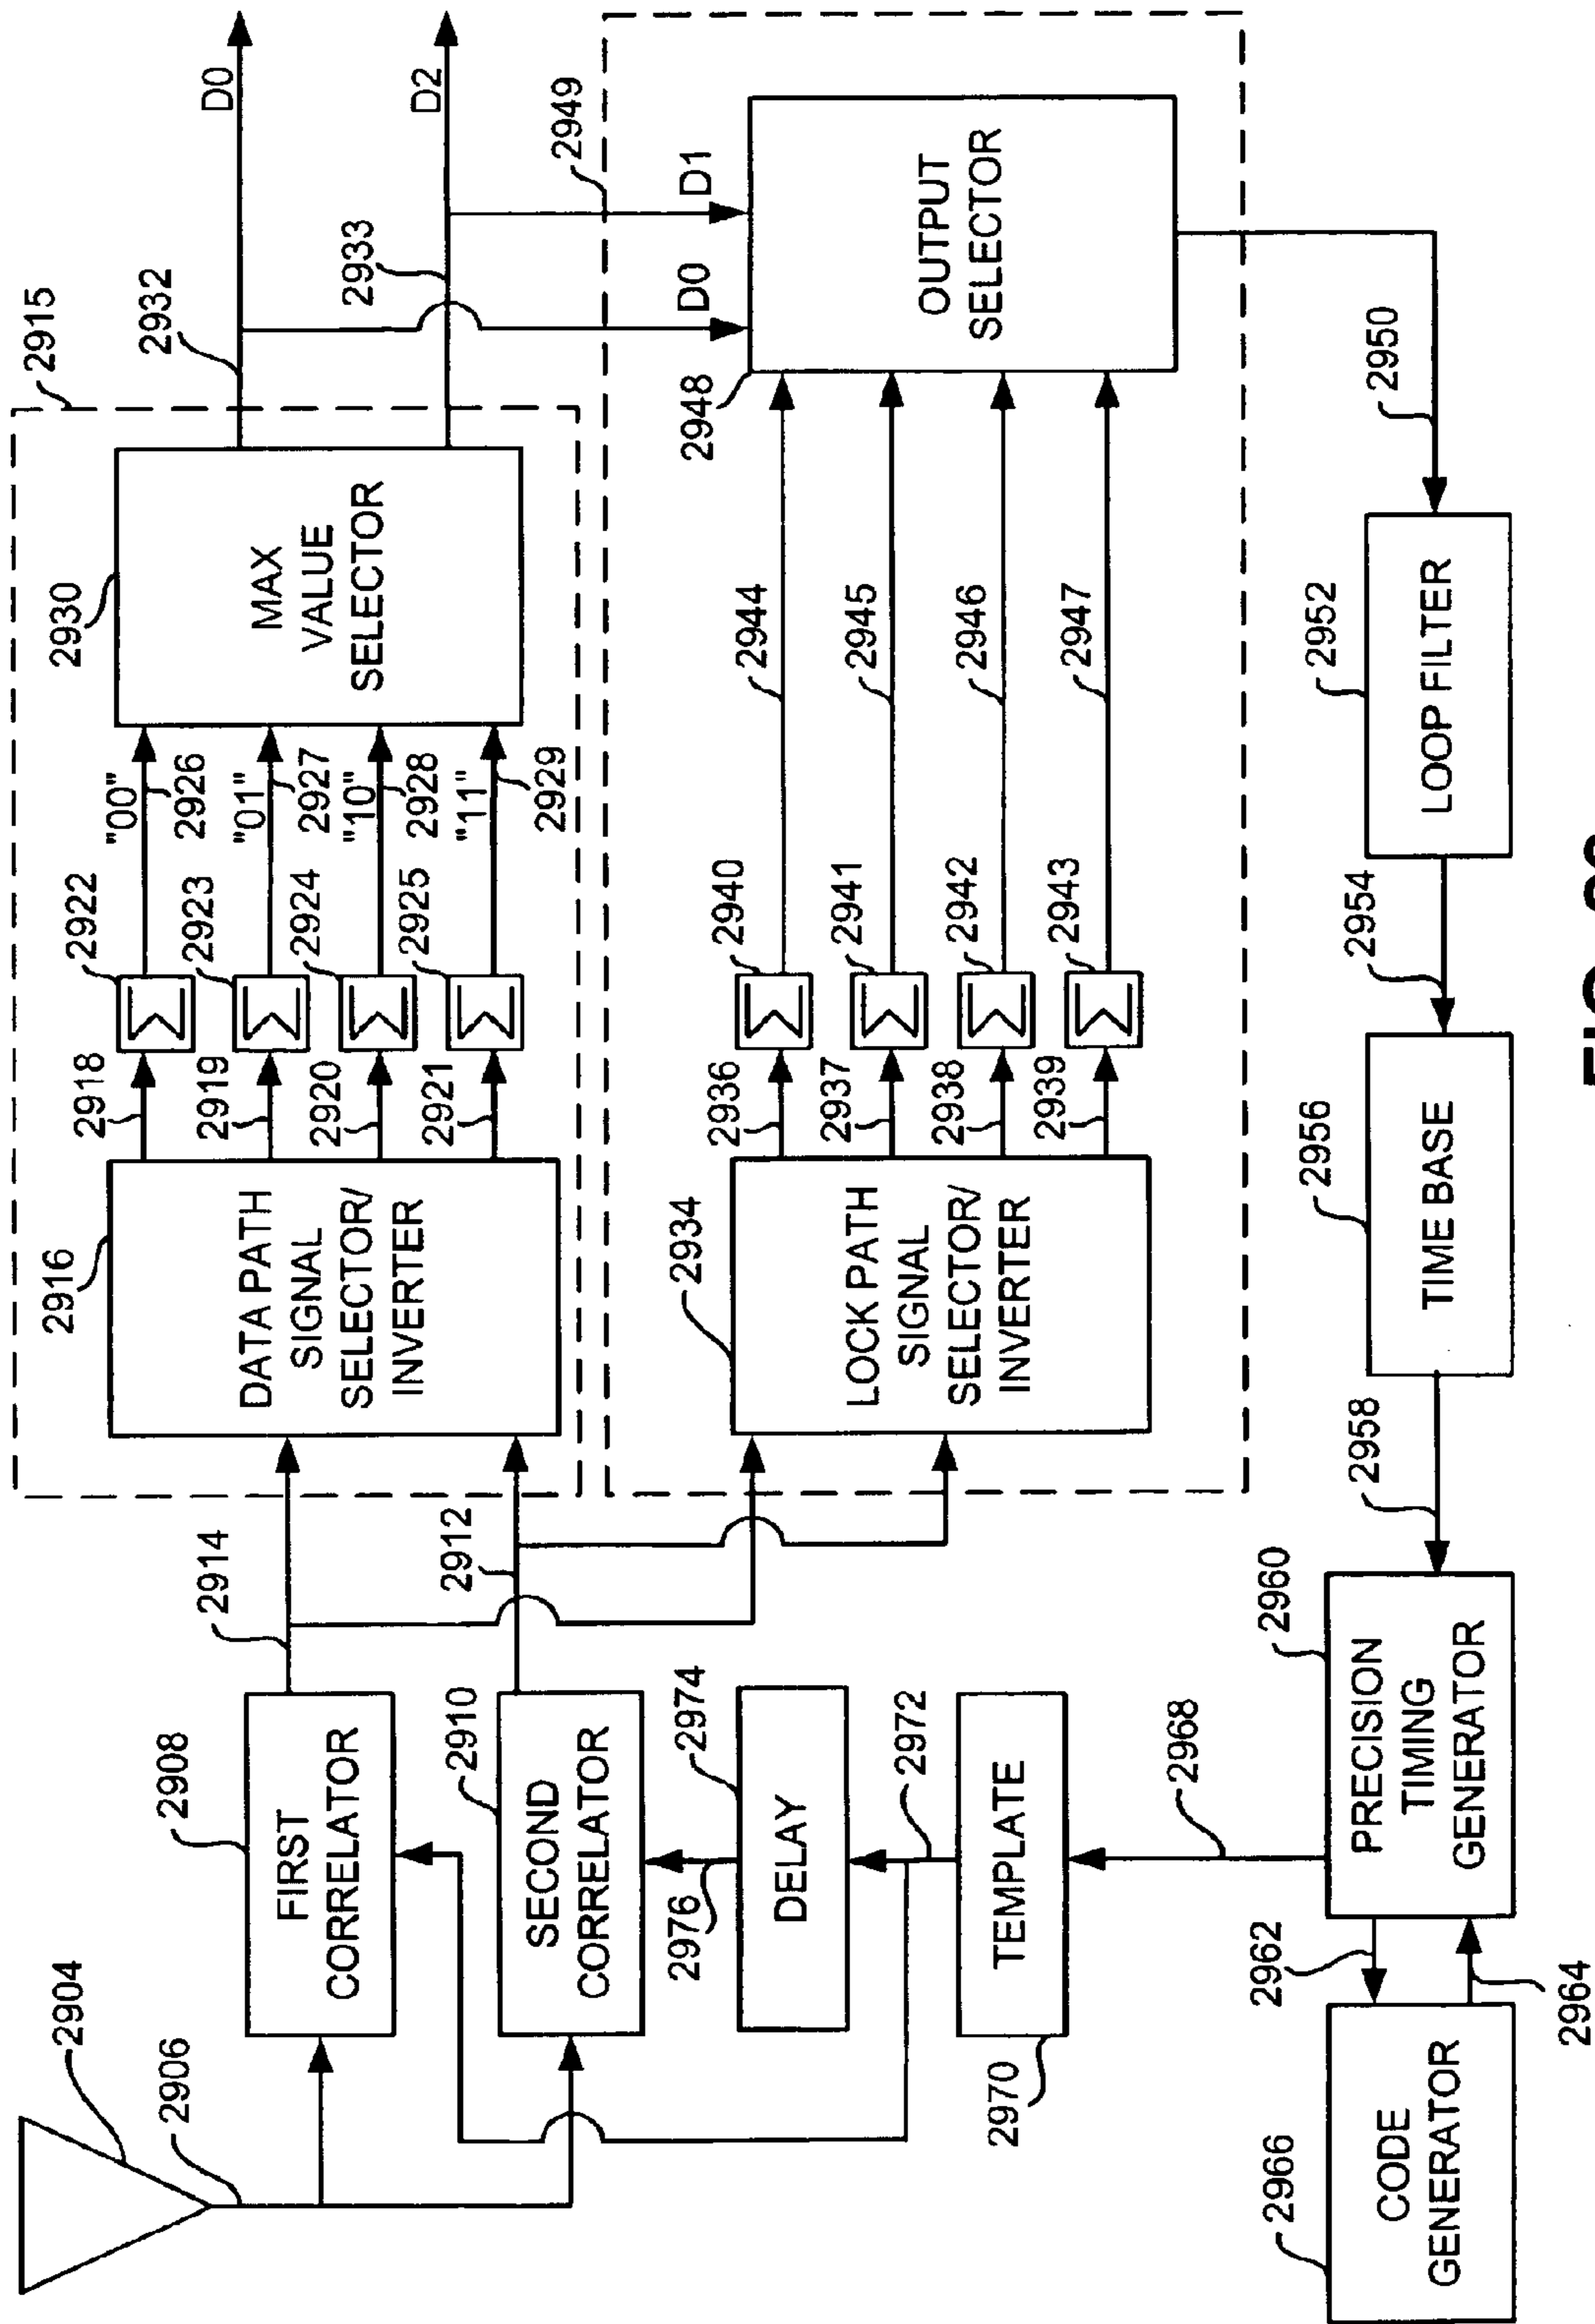 2904
2906
2908
FIRST
CORRELATOR
2910
SECOND
CORRELATOR
2974
DELAY
2976
2972
TEMPLATE
2970
2968
2914
2912
2915
2916
DATA PATH
SIGNAL
SELECTOR/
INVERTER
2918
2919
2920
2921
2922
2923
2924
2925
Σ
Σ
Σ
Σ
"00"
2926
"01"
2927
"10"
2928
"11"
2929
2930
MAX
VALUE
SELECTOR
2932
2933
D0
D2
2949
D0
D1
2934
LOCK PATH
SIGNAL
SELECTOR/
INVERTER
2936
2937
2938
2939
2940
2941
2942
2943
Σ
Σ
Σ
Σ
2944
2945
2946
2947
2948
OUTPUT
SELECTOR
2950
2952
LOOP FILTER
2954
2956
TIME BASE
2958
2960
PRECISION
TIMING
GENERATOR
2962
2964
2966
CODE
GENERATOR